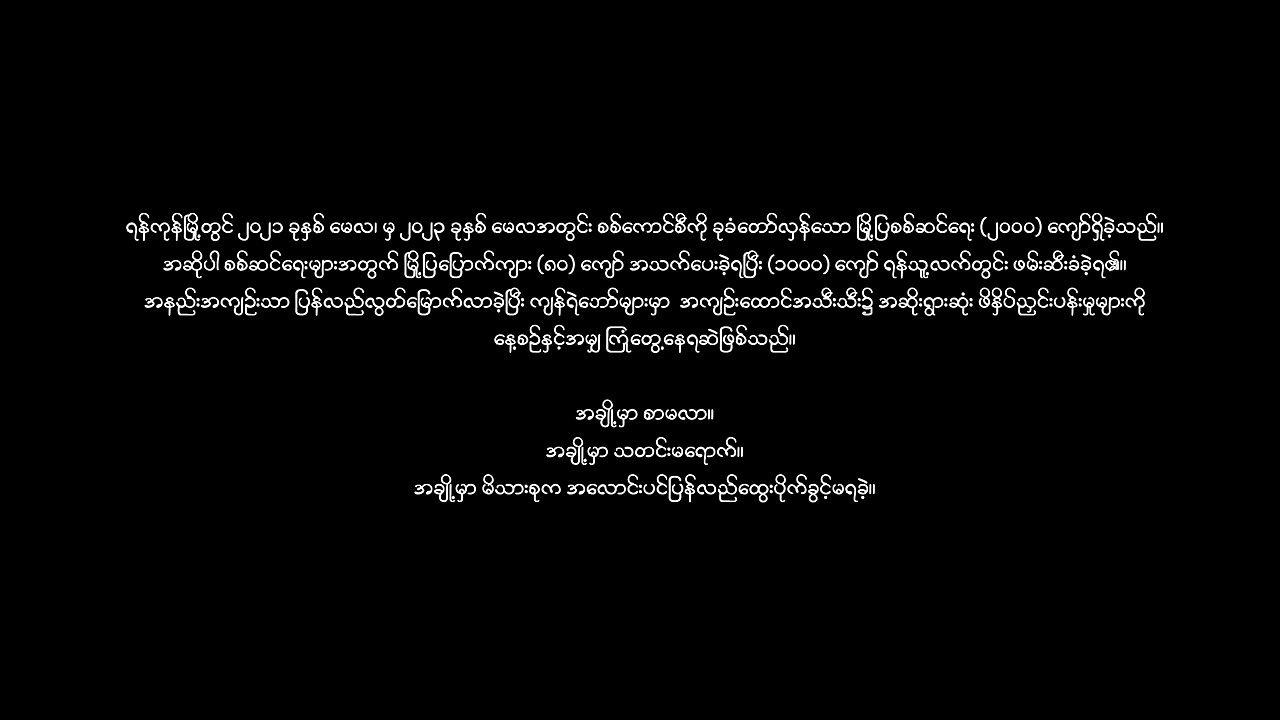 ရန်ကုန်မြို့တွင် ၂၀၂၁ ခုနှစ် မေလ၊ မှ ၂၀၂၃ ခုနှစ် မေလအတွင်း စစ်ကောင်စီကို ခုခံတော်လှန်သော မြို့ပြစစ်ဆင်ရေး (၂၀၀၀) ကျော်ရှိခဲ့သည်။
အဆိုပါ စစ်ဆင်ရေးများအတွက် မြို့ပြပြောက်ကျား (၈၀) ကျော် အသက်ပေးခဲ့ရပြီး (၁၀၀၀) ကျော် ရန်သူ့လက်တွင်း ဖမ်းဆီးခံခဲ့ရ၏။
အနည်းအကျဉ်းသာ ပြန်လည်လွတ်မြောက်လာခဲ့ပြီး ကျန်ရဲဘော်များမှာ အကျဉ်းထောင်အသီးသီး၌ အဆိုးရွားဆုံး ဖိနှိပ်ညှင်းပန်းမှုများကို
နေ့စဉ်နှင့်အမျှ ကြုံတွေ့နေရဆဲဖြစ်သည်။
အချို့မှာ စာမလာ။
အချို့မှာ သတင်းမရောက်။
အချို့မှာ မိသားစုက အလောင်းပင်ပြန်လည်ထွေးပိုက်ခွင့်မရခဲ့။